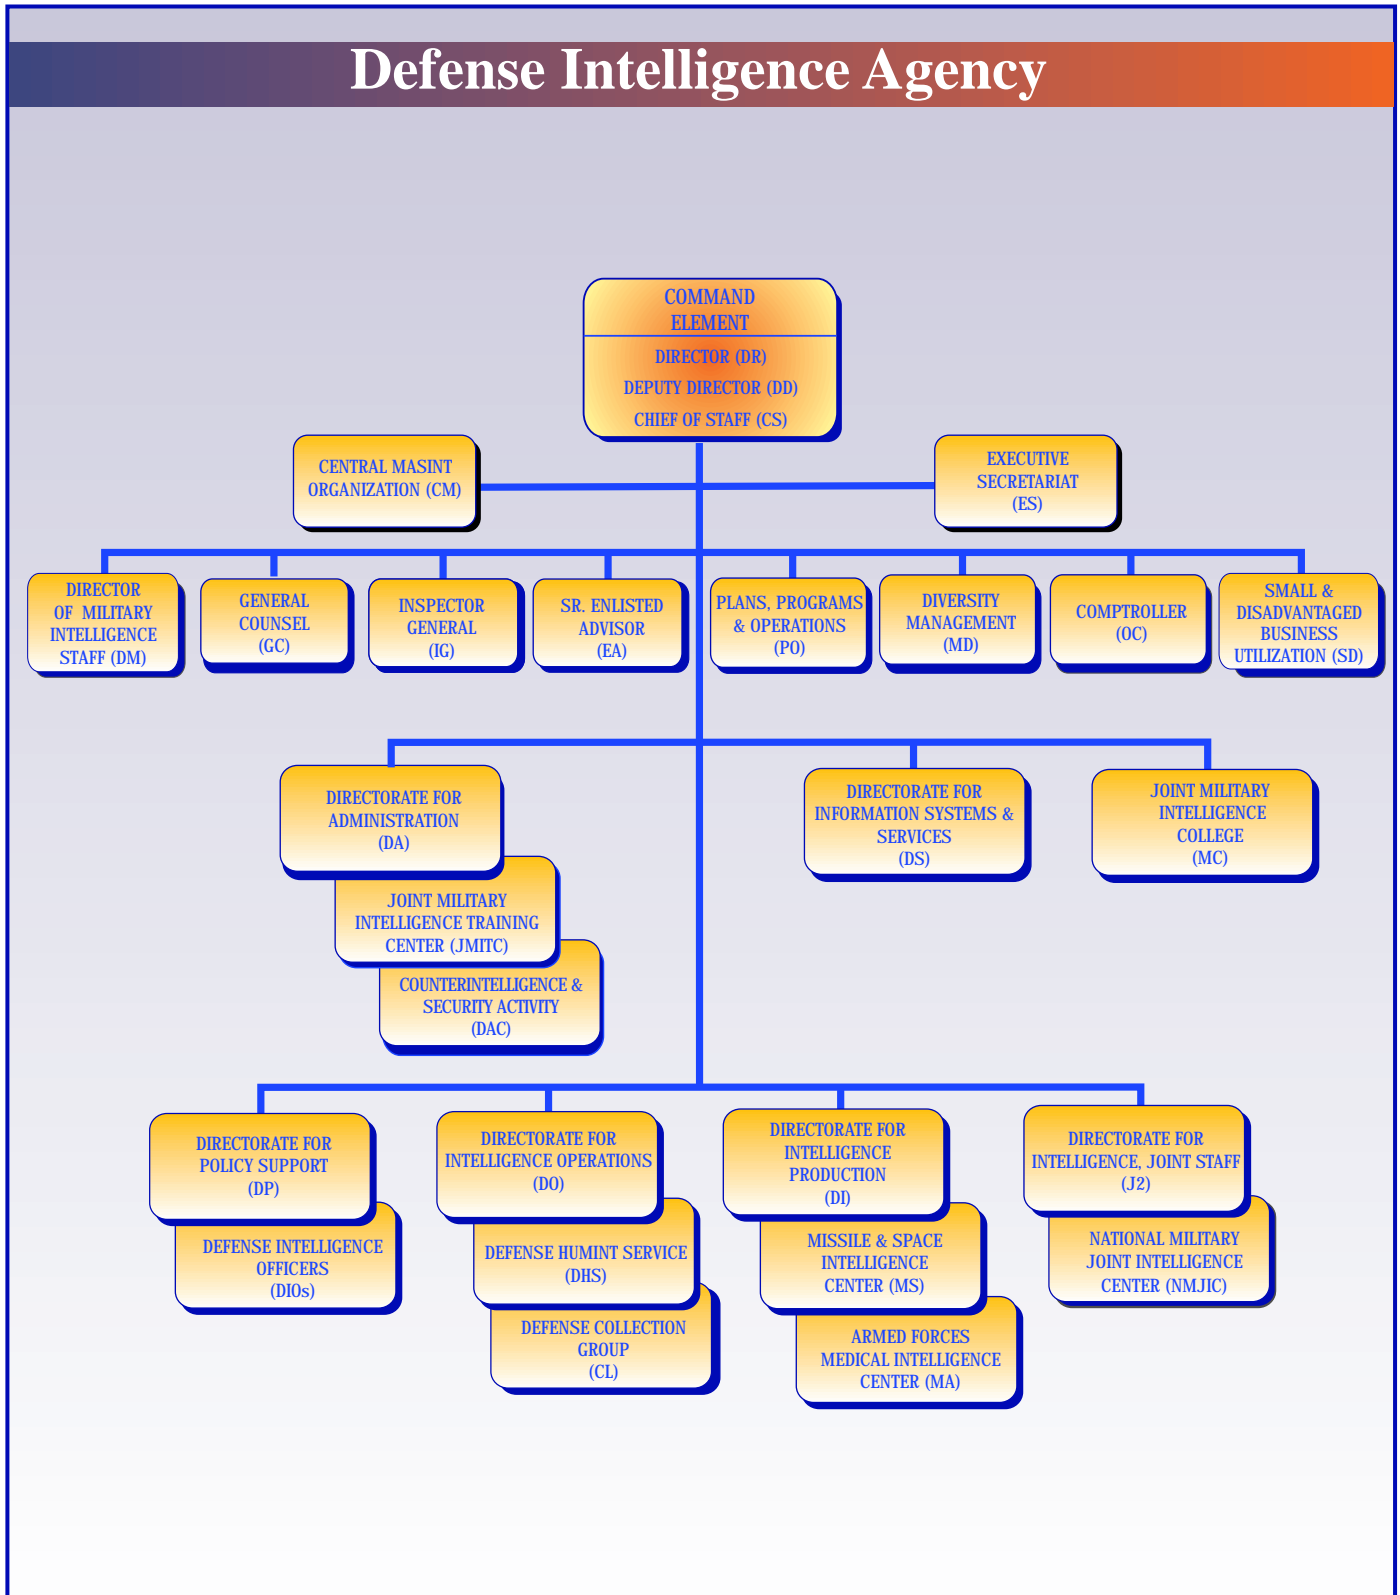 Defense Intelligence Agency
COMMAND
ELEMENT
DIRECTOR (DR)
DEPUTY DIRECTOR (DD)
CHIEF OF STAFF (CS)
CENTRAL MASINT
ORGANIZATION (CM)
EXECUTIVE
SECRETARIAT
(ES)
DIRECTOR
OF MILITARY
INTELLIGENCE
STAFF (DM)
GENERAL
COUNSEL
(GC)
INSPECTOR
GENERAL
(IG)
SR. ENLISTED
ADVISOR
(EA)
PLANS, PROGRAMS
& OPERATIONS
(PO)
DIVERSITY
MANAGEMENT
(MD)
COMPTROLLER
(OC)
SMALL &
DISADVANTAGED
BUSINESS
UTILIZATION (SD)
DIRECTORATE FOR
ADMINISTRATION
(DA)
JOINT MILITARY
INTELLIGENCE TRAINING
CENTER (JMITC)
COUNTERINTELLIGENCE &
SECURITY ACTIVITY
(DAC)
DIRECTORATE FOR
INFORMATION SYSTEMS &
SERVICES
(DS)
JOINT MILITARY
INTELLIGENCE
COLLEGE
(MC)
DIRECTORATE FOR
POLICY SUPPORT
(DP)
DEFENSE INTELLIGENCE
OFFICERS
(DIOs)
DIRECTORATE FOR
INTELLIGENCE OPERATIONS
(DO)
DEFENSE HUMINT SERVICE
(DHS)
DEFENSE COLLECTION
GROUP
(CL)
DIRECTORATE FOR
INTELLIGENCE
PRODUCTION
(DI)
MISSILE & SPACE
INTELLIGENCE
CENTER (MS)
ARMED FORCES
MEDICAL INTELLIGENCE
CENTER (MA)
DIRECTORATE FOR
INTELLIGENCE, JOINT STAFF
(J2)
NATIONAL MILITARY
JOINT INTELLIGENCE
CENTER (NMJIC)